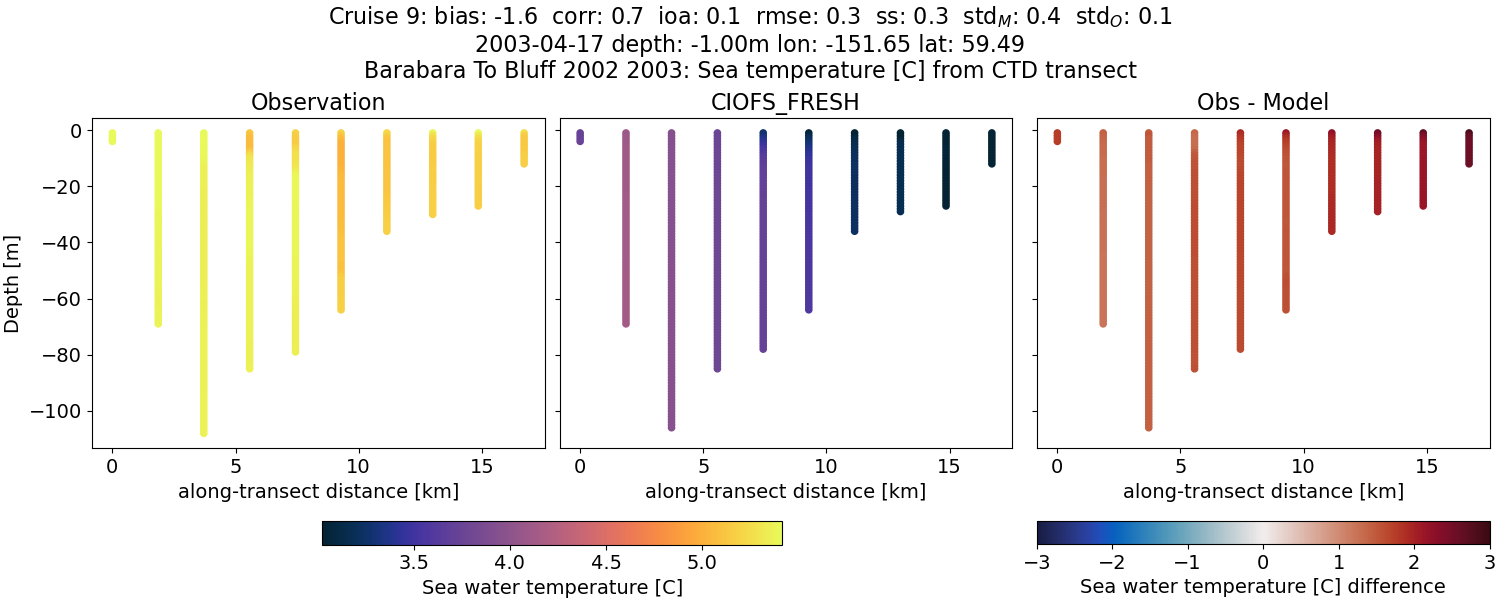 Cruise 9: bias: -1.6  corr: 0.7  ioa: 0.1  rmse: 0.3  ss: 0.3  std_M: 0.4  std_O: 0.1
2003-04-17 depth: -1.00m lon: -151.65 lat: 59.49
Barabara To Bluff 2002 2003: Sea temperature [C] from CTD transect
Observation
CIOFS_FRESH
Obs - Model
Depth [m]
0
−20
−40
−60
−80
−100
0 5 10 15
0 5 10 15
0 5 10 15
along-transect distance [km]
along-transect distance [km]
along-transect distance [km]
3.5 4.0 4.5 5.0
Sea water temperature [C]
−3 −2 −1 0 1 2 3
Sea water temperature [C] difference